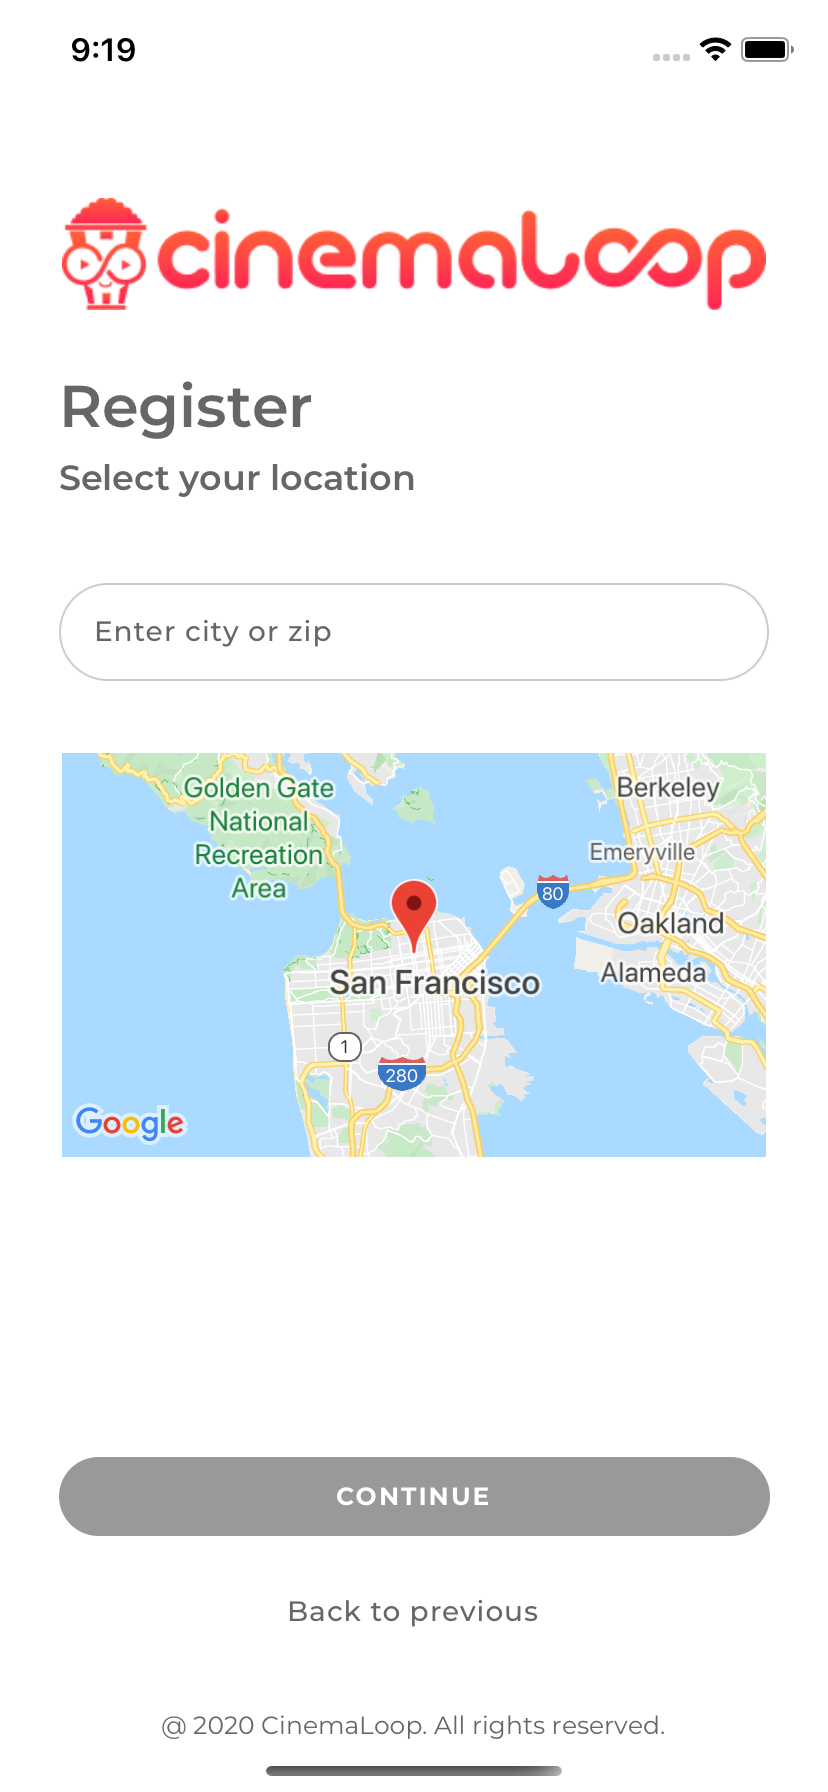 9:19
cinemaloop
Register
Select your location
Enter city or zip
Golden Gate
National
Recreation
Area
Berkeley
Emeryville
80
Oakland
Alameda
San Francisco
1
280
Google
CONTINUE
Back to previous
@ 2020 CinemaLoop. All rights reserved.